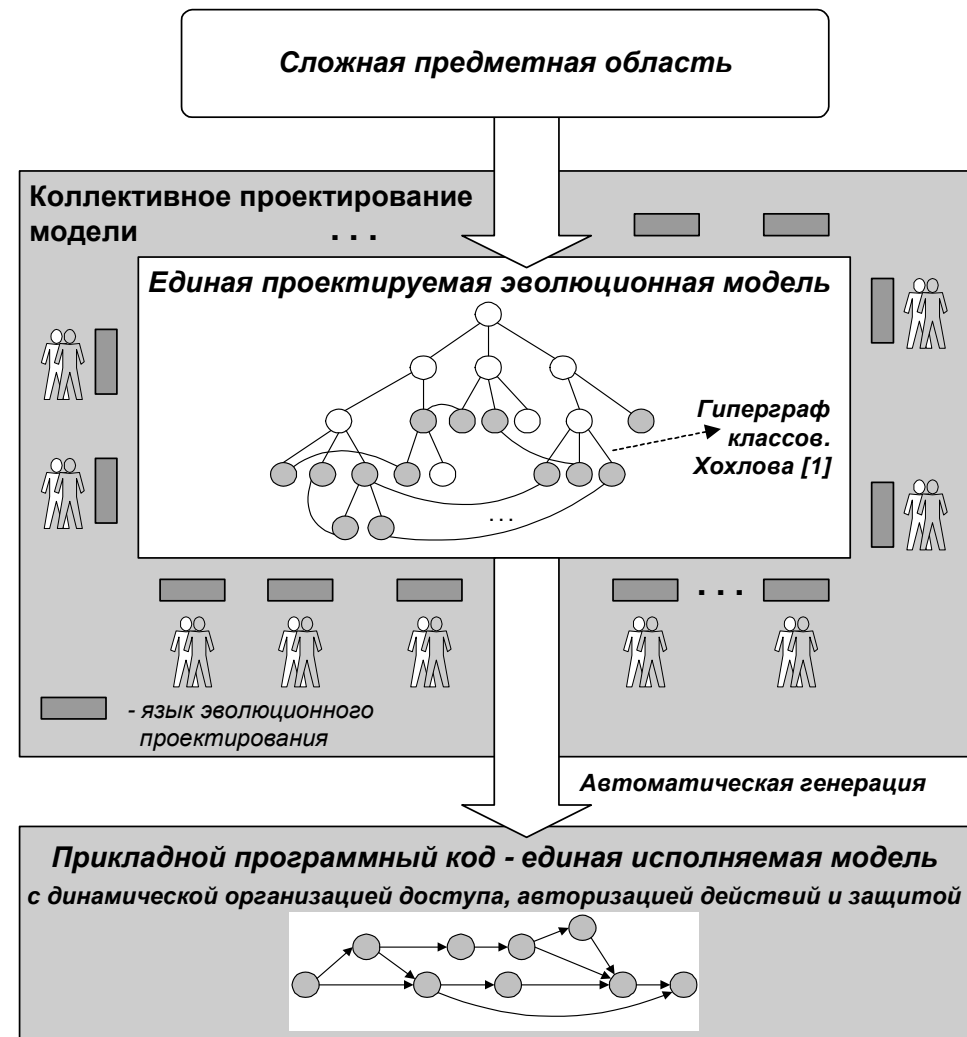 Сложная предметная область
Коллективное проектирование
модели
. . .
Единая проектируемая эволюционная модель
Гиперграф
классов.
Хохлова [1]
. . .
. . .
- язык эволюционного
проектирования
Автоматическая генерация
Прикладной программный код - единая исполняемая модель
с динамической организацией доступа, авторизацией действий и защитой